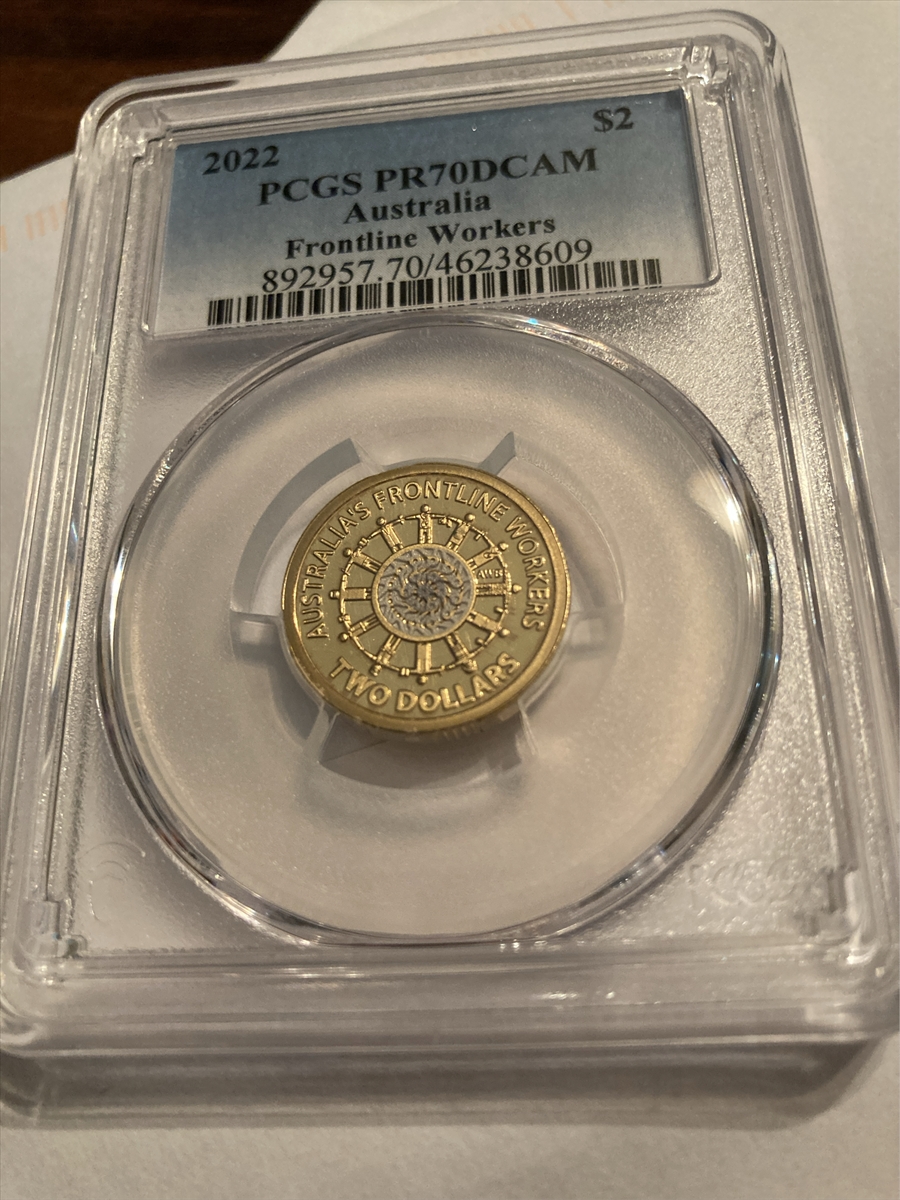 2022 $2
PCGS PR70DCAM
Australia
Frontline Workers
892957.70/46238609
AUSTRALIA'S FRONTLINE WORKERS
TWO DOLLARS